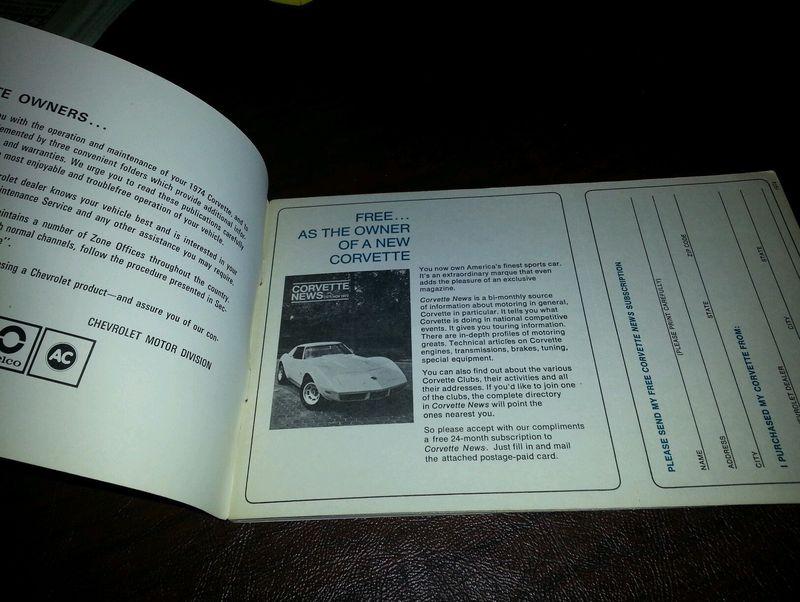 TE OWNERS...
ou with the operation and maintenance of your 1974 Corvette, and to
emented by three convenient folders which provide additional infor-
and warranties. We urge you to read these publications carefully
e most enjoyable and troublefree operation of your vehicle.
rolet dealer knows your vehicle best and is interested in your
aintenance Service and any other assistance you may require.
aintains a number of Zone Offices throughout the country.
h normal channels, follow the procedure presented in Sec-
e".
sing a Chevrolet product—and assure you of our con-
CHEVROLET MOTOR DIVISION
elco
AC
FREE...
AS THE OWNER
OF A NEW
CORVETTE
CORVETTE
NEWS
You now own America's finest sports car.
It's an extraordinary marque that even
adds the pleasure of an exclusive
magazine.
Corvette News is a bi-monthly source
of information about motoring in general,
Corvette in particular. It tells you what
Corvette is doing in national competitive
events. It gives you touring information.
There are in-depth profiles of motoring
greats. Technical articles on Corvette
engines, transmissions, brakes, tuning,
special equipment.
You can also find out about the various
Corvette Clubs, their activities and all
their addresses. If you'd like to join one
of the clubs, the complete directory
in Corvette News will point the
ones nearest you.
So please accept with our compliments
a free 24-month subscription to
Corvette News. Just fill in and mail
the attached postage-paid card.
PLEASE SEND MY FREE CORVETTE NEWS SUBSCRIPTION
(PLEASE PRINT CAREFULLY)
NAME
ADDRESS
CITY
STATE
ZIP CODE
I PURCHASED MY CORVETTE FROM:
CHEVROLET DEALER
CITY
STATE